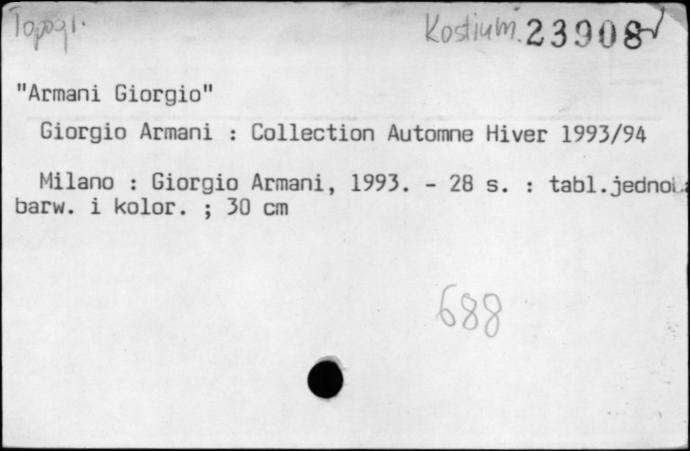 Topogr. Kostium. 23908
"Armani Giorgio"
Giorgio Armani : Collection Automne Hiver 1993/94
Milano : Giorgio Armani, 1993. - 28 s. : tabl.jedno
barw. i kolor. ; 30 cm
688